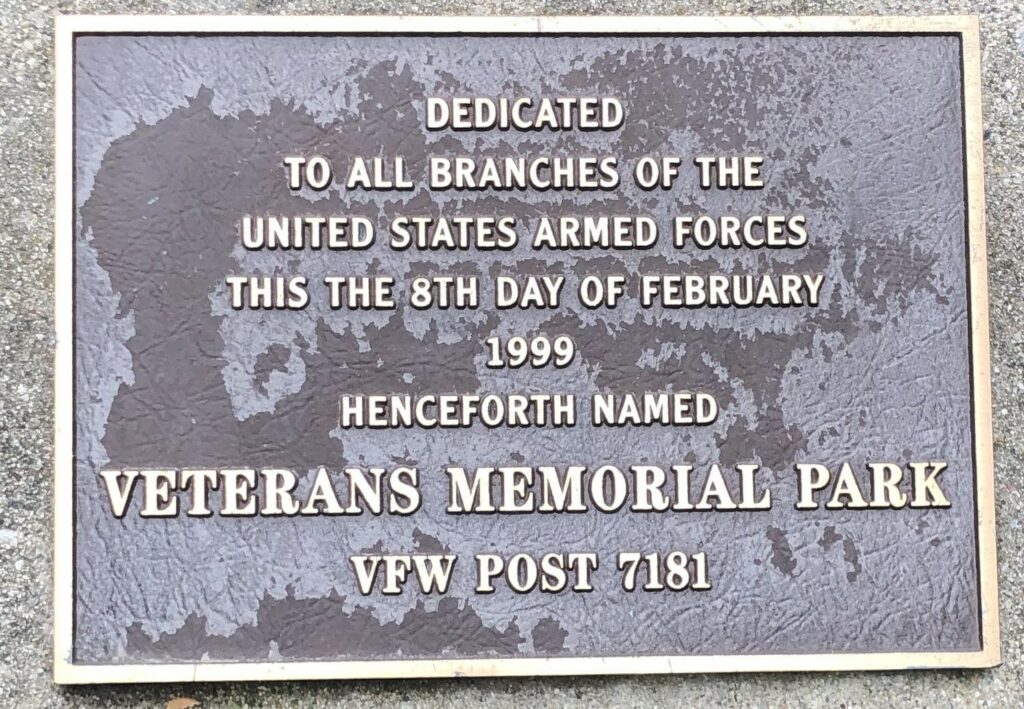 DEDICATED
TO ALL BRANCHES OF THE
UNITED STATES ARMED FORCES
THIS THE 8TH DAY OF FEBRUARY
1999
HENCEFORTH NAMED
VETERANS MEMORIAL PARK
VFW POST 7181